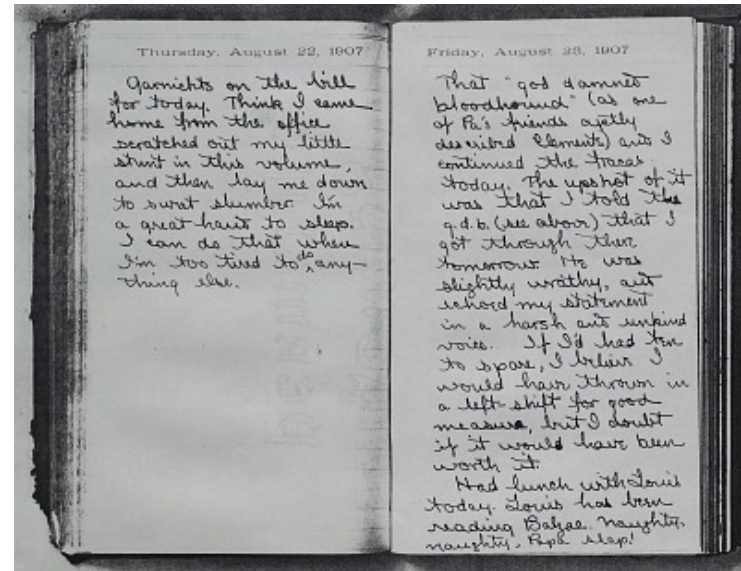 Thursday, August 22, 1907
Garnichts on the bill
for today. Think I came
home from the office
scratched out my little
stunt in this volume,
and then lay me down
to sweet slumber. I'm
a great hand to sleep.
I can do that when
I'm too tired to do any-
thing else.
Friday, August 23, 1907
That "god damned
bloodhound" (as one
of Pa's friends aptly
described Clements) and I
continued the fracas
today. The upshot of it
was that I told the
g.d.b. (see above) that I
got through there
tomorrow. He was
slightly wrathy, and
echoed my statement
in a harsh and unkind
voice. If I'd had ten
to spare, I believe I
would have thrown in
a left-shift for good
measure, but I doubt
if it would have been
worth it.
Had lunch with Louis
today. Louis has been
reading Balzac. Naughty,
naughty, Papa slap!